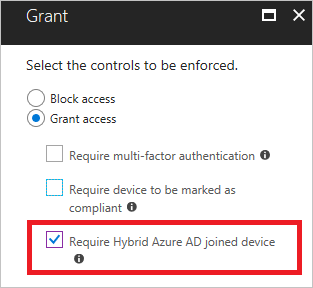 Grant
Select the controls to be enforced.
Block access
Grant access
Require multi-factor authentication
Require device to be marked as
compliant
Require Hybrid Azure AD joined device